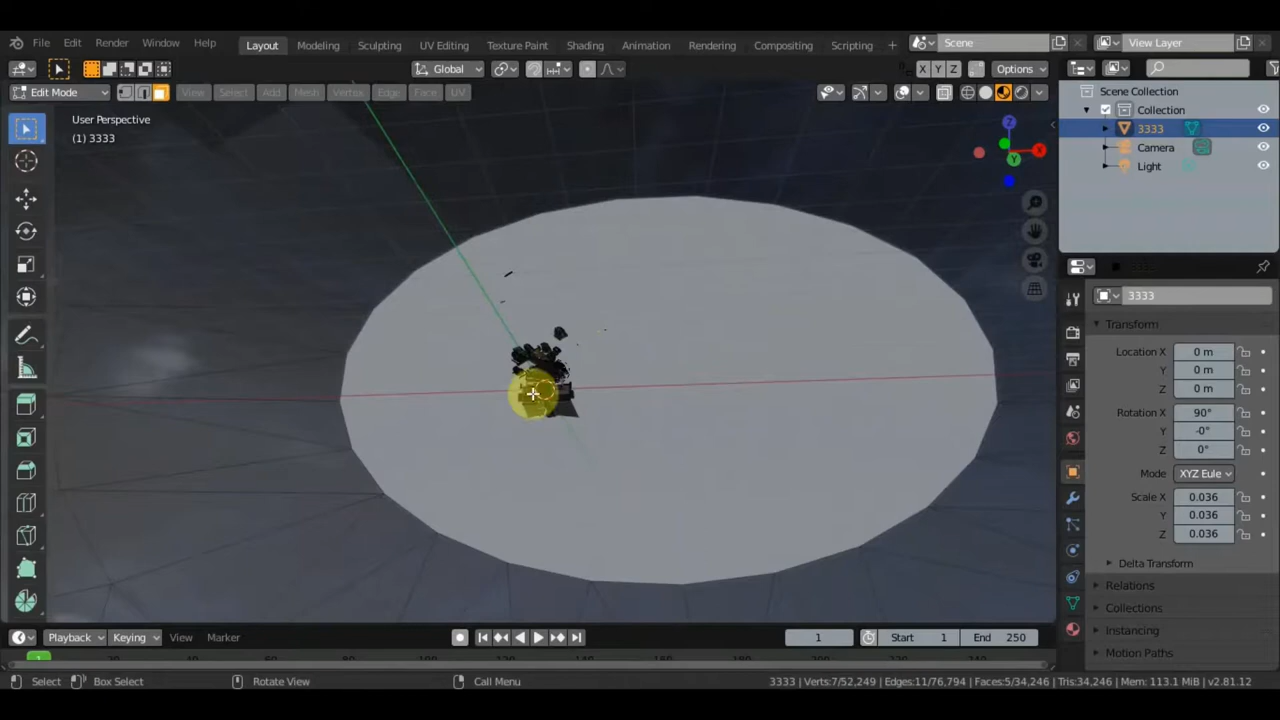 File Edit Render Window Help Layout Modeling Sculpting UV Editing Texture Paint Shading Animation Rendering Compositing Scripting + Scene View Layer
Global X Y Z Options
Edit Mode View Select Add Mesh Vertex Edge Face UV
Scene Collection
Collection
3333
Camera
Light
User Perspective
(1) 3333
Z
X
Y
3333
Transform
Location X 0 m
Y 0 m
Z 0 m
Rotation X 90°
Y -0°
Z 0°
Mode XYZ Eule
Scale X 0.036
Y 0.036
Z 0.036
Delta Transform
Relations
Collections
Instancing
Motion Paths
Playback Keying View Marker 1 Start 1 End 250
1
Select Box Select Rotate View Call Menu 3333 | Verts:7/52,249 | Edges:11/76,794 | Faces:5/34,246 | Tris:34,246 | Mem: 113.1 MiB | v2.81.12